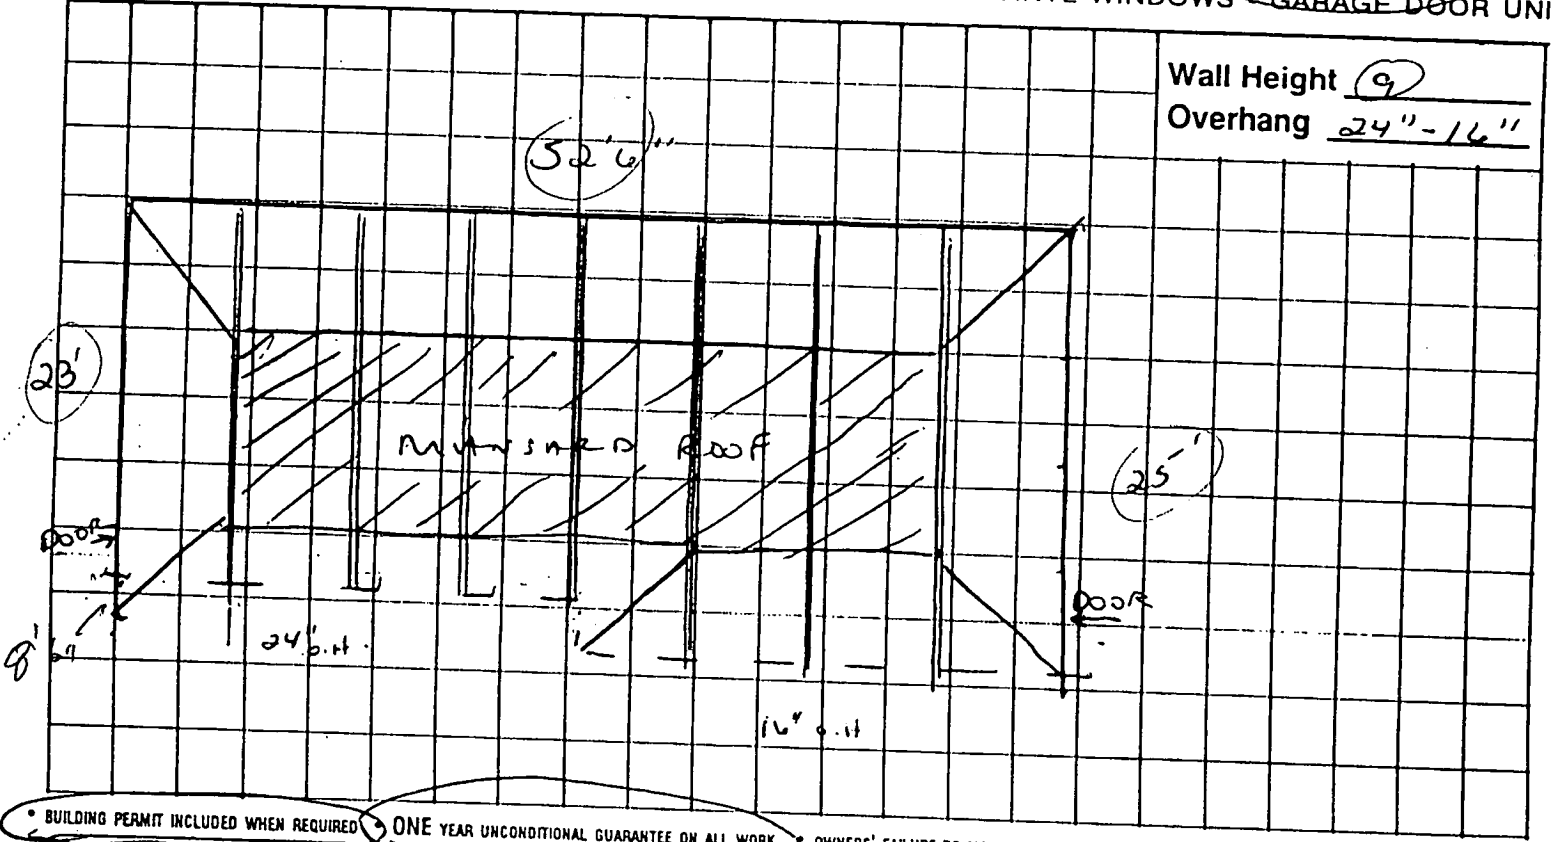 WINDOWS GARAGE DOOR UNI
Wall Height 9
Overhang 24"-16"
52'6"
23'
MANSARD ROOF
25'
DOOR
DOOR
8'6"
24" o.H.
16" o.H
• BUILDING PERMIT INCLUDED WHEN REQUIRED • ONE YEAR UNCONDITIONAL GUARANTEE ON ALL WORK • OWNERS' FAILURE